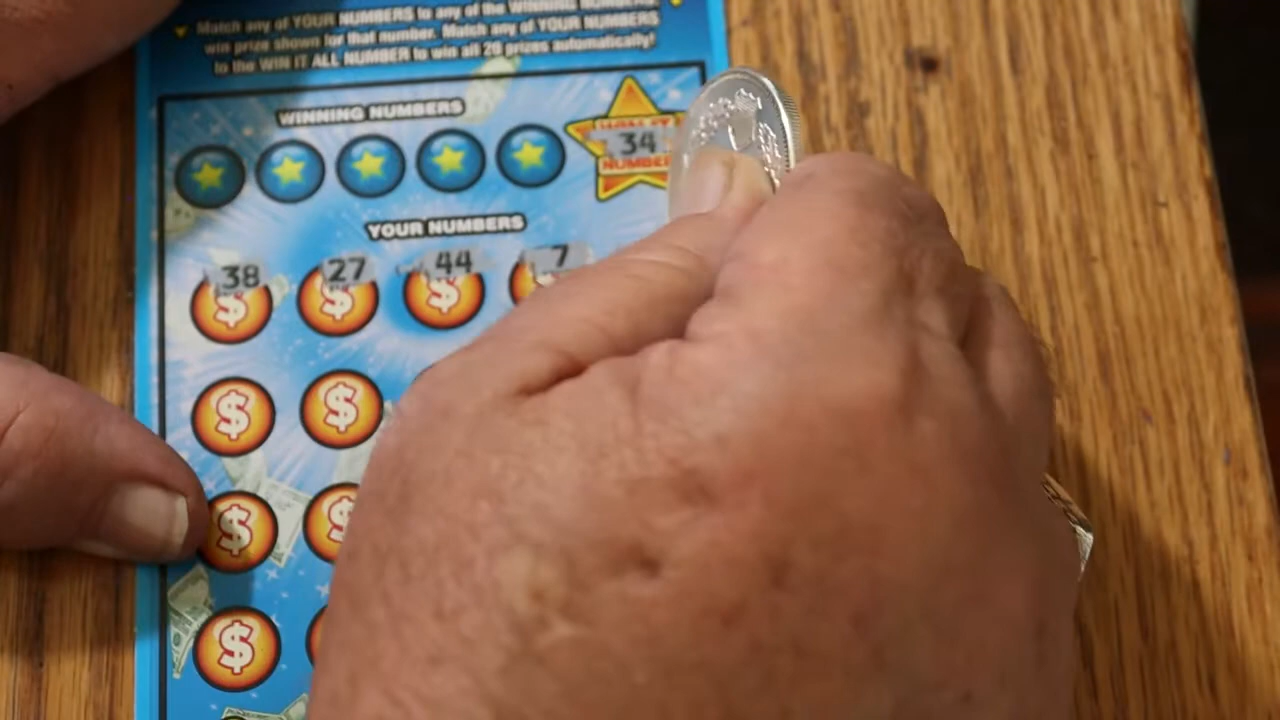 Match any of YOUR NUMBERS to any of the WINNING NUMBERS,
win prize shown for that number. Match any of YOUR NUMBERS
to the WIN IT ALL NUMBER to win all 20 prizes automatically!
WINNING NUMBERS
34
NUMBER
YOUR NUMBERS
38 27 44 7
$ $ $
$ $
$ $
$